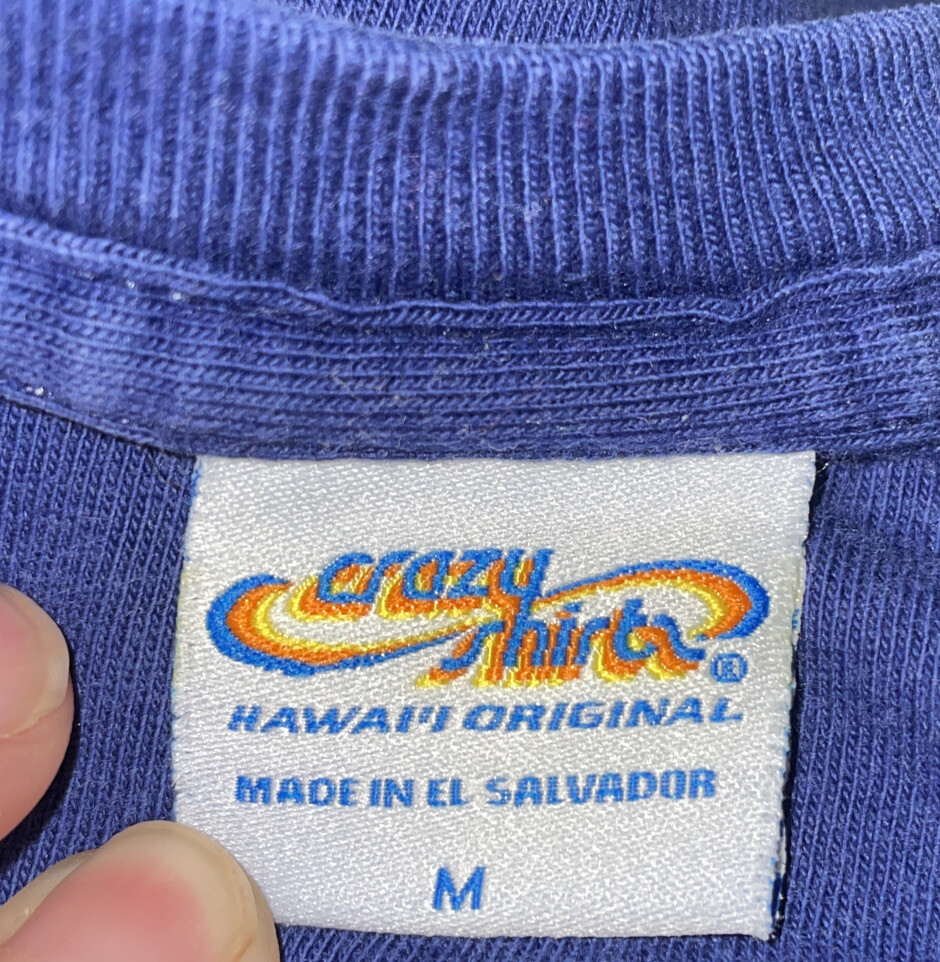 crazy
shirts ®
HAWAI'I ORIGINAL
MADE IN EL SALVADOR
M